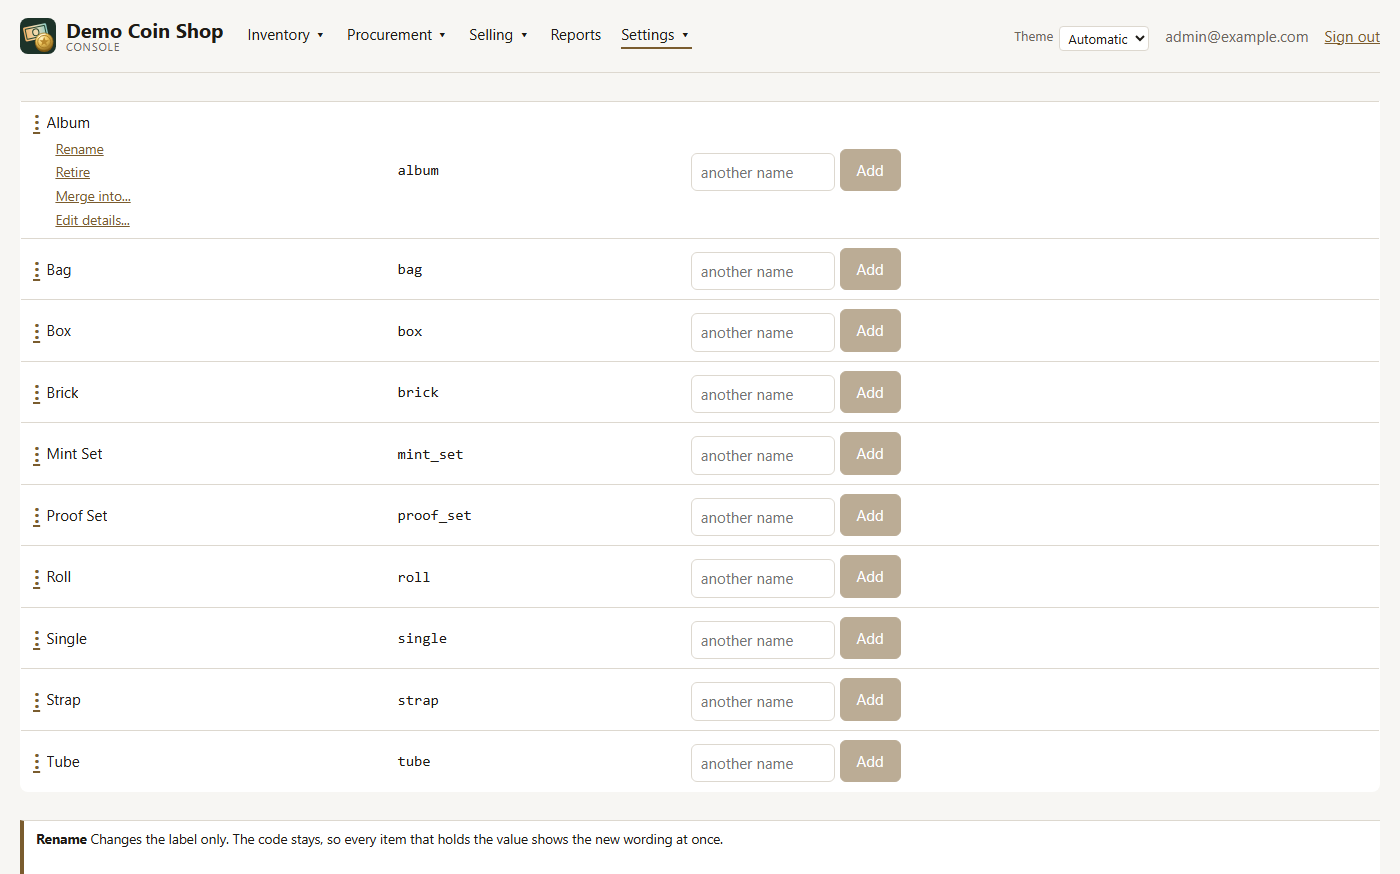 Demo Coin Shop
CONSOLE
Inventory ▼ Procurement ▼ Selling ▼ Reports Settings ▼
Theme Automatic admin@example.com Sign out
Album
Rename
Retire
Merge into...
Edit details...
album another name Add
Bag bag another name Add
Box box another name Add
Brick brick another name Add
Mint Set mint_set another name Add
Proof Set proof_set another name Add
Roll roll another name Add
Single single another name Add
Strap strap another name Add
Tube tube another name Add
Rename Changes the label only. The code stays, so every item that holds the value shows the new wording at once.